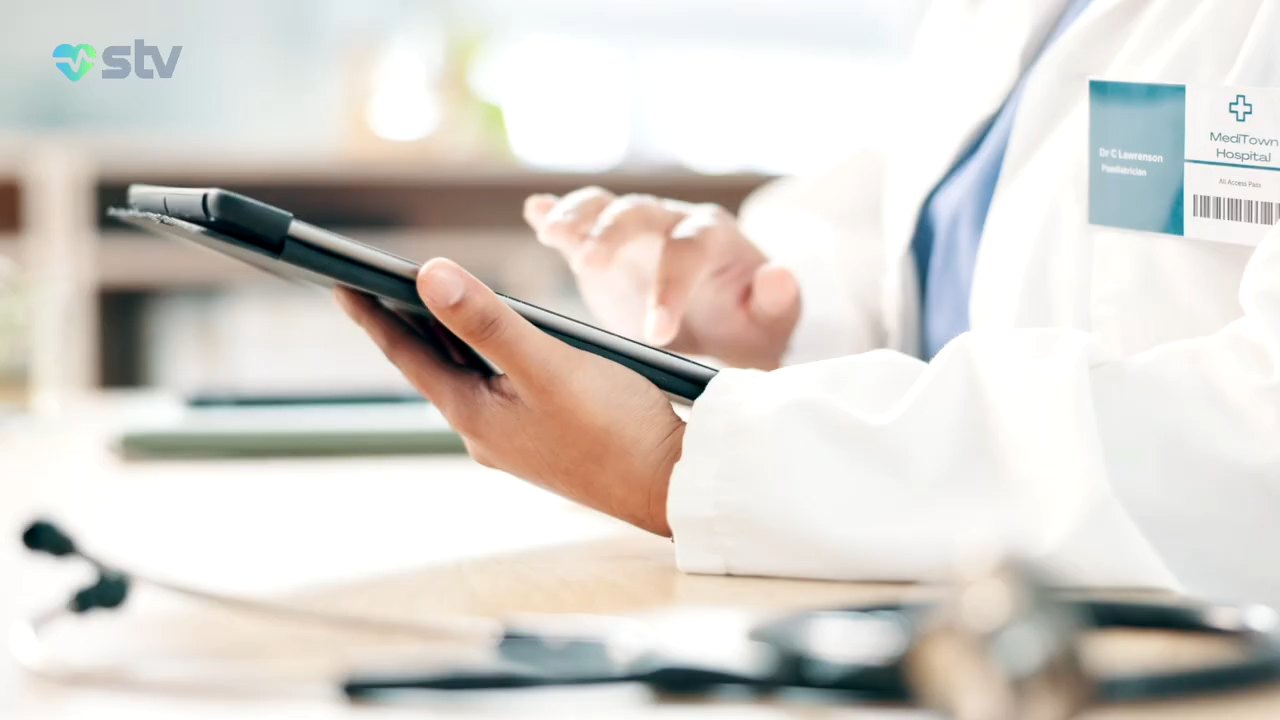 stv
Dr C Lawrenson
Paediatrician
MediTown
Hospital
All Access Pass